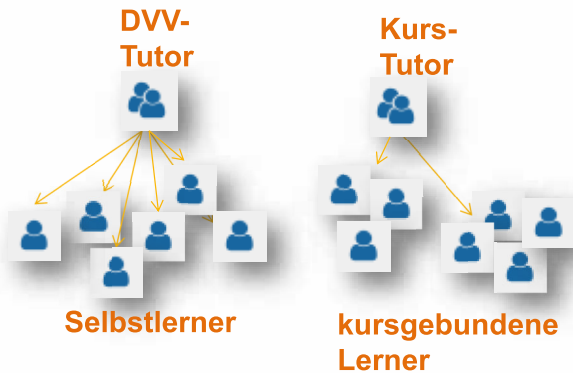 DVV-
Tutor
Kurs-
Tutor
Selbstlerner
kursgebundene
Lerner